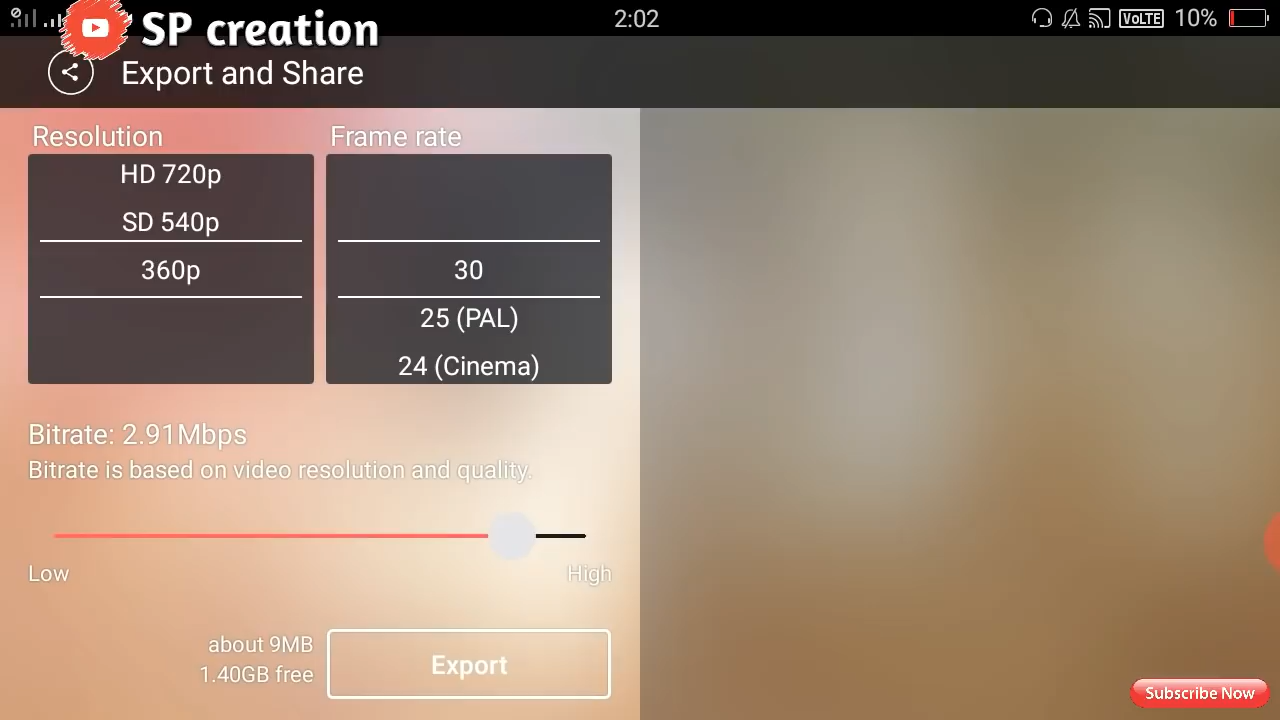 2:02
VoLTE 10%
SP creation
Export and Share
Resolution
HD 720p
SD 540p
360p
Frame rate
30
25 (PAL)
24 (Cinema)
Bitrate: 2.91Mbps
Bitrate is based on video resolution and quality.
Low
High
about 9MB
1.40GB free
Export
Subscribe Now